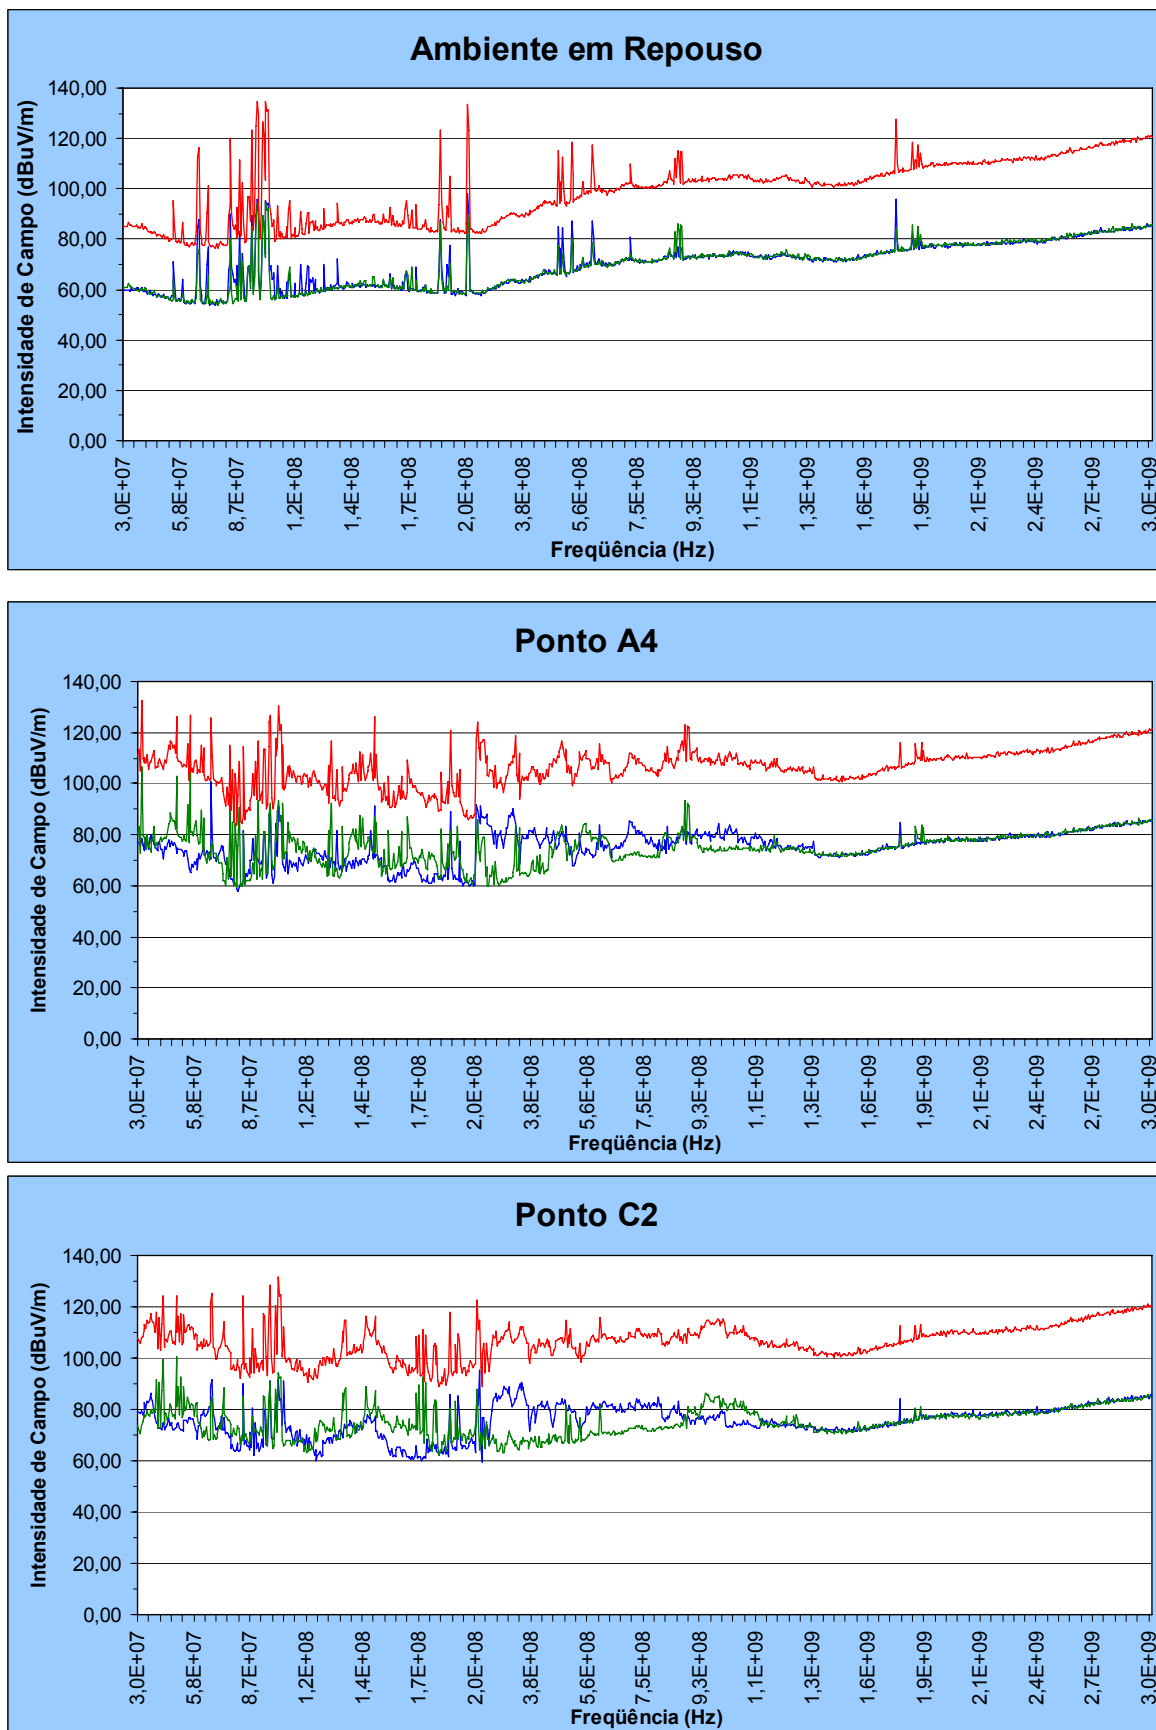 Ambiente em Repouso
Intensidade de Campo (dBuV/m)
140,00
120,00
100,00
80,00
60,00
40,00
20,00
0,00
3,0E+07
5,8E+07
8,7E+07
1,2E+08
1,4E+08
1,7E+08
2,0E+08
3,8E+08
5,6E+08
7,5E+08
9,3E+08
1,1E+09
1,3E+09
1,6E+09
1,9E+09
2,1E+09
2,4E+09
2,7E+09
3,0E+09
Freqüência (Hz)
Ponto A4
Intensidade de Campo (dBuV/m)
140,00
120,00
100,00
80,00
60,00
40,00
20,00
0,00
3,0E+07
5,8E+07
8,7E+07
1,2E+08
1,4E+08
1,7E+08
2,0E+08
3,8E+08
5,6E+08
7,5E+08
9,3E+08
1,1E+09
1,3E+09
1,6E+09
1,9E+09
2,1E+09
2,4E+09
2,7E+09
3,0E+09
Freqüência (Hz)
Ponto C2
Intensidade de Campo (dBuV/m)
140,00
120,00
100,00
80,00
60,00
40,00
20,00
0,00
3,0E+07
5,8E+07
8,7E+07
1,2E+08
1,4E+08
1,7E+08
2,0E+08
3,8E+08
5,6E+08
7,5E+08
9,3E+08
1,1E+09
1,3E+09
1,6E+09
1,9E+09
2,1E+09
2,4E+09
2,7E+09
3,0E+09
Freqüência (Hz)